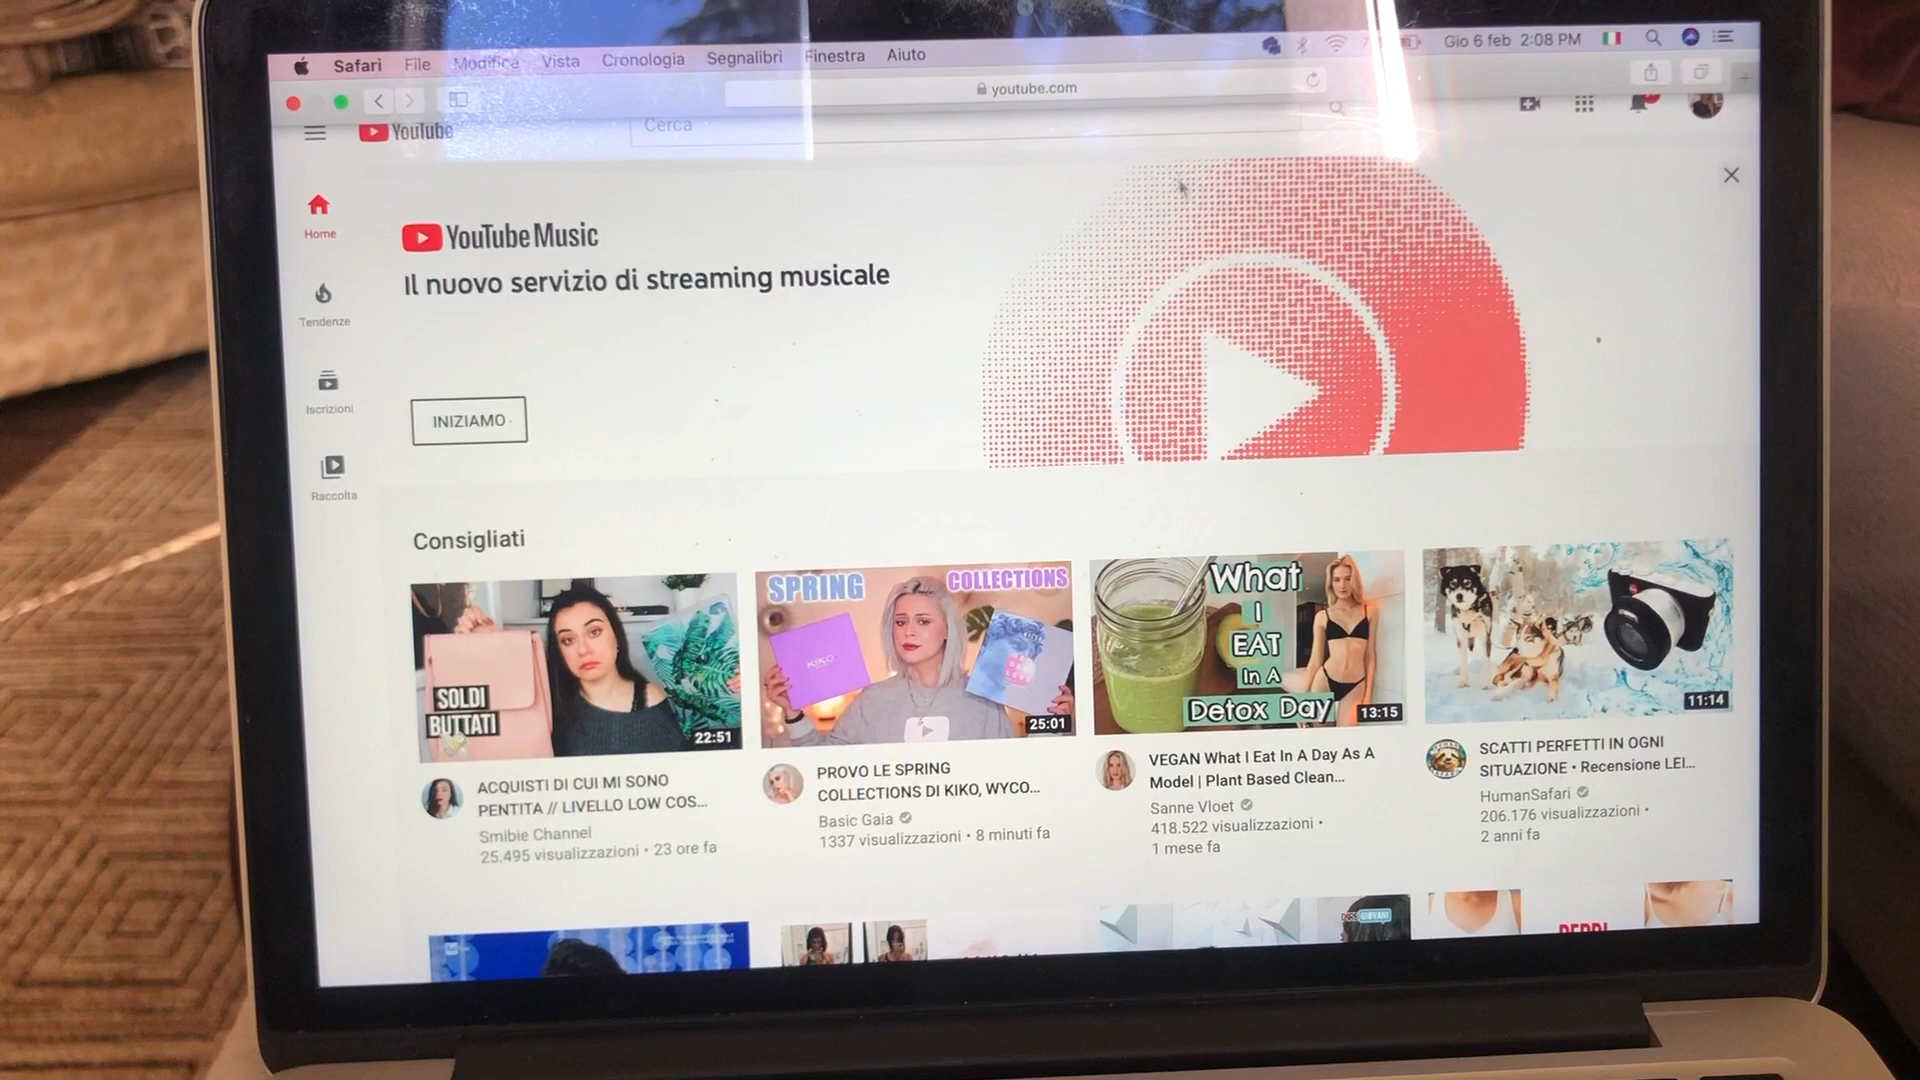 Safari File Modifica Vista Cronologia Segnalibri Finestra Aiuto
Gio 6 feb 2:08 PM
youtube.com
YouTube
Cerca
Home
Tendenze
Iscrizioni
Raccolta
YouTube Music
Il nuovo servizio di streaming musicale
INIZIAMO
Consigliati
SOLDI
BUTTATI
22:51
SPRING COLLECTIONS
KIKO
25:01
What
I
EAT
In A
Detox Day
13:15
11:14
ACQUISTI DI CUI MI SONO
PENTITA // LIVELLO LOW COS...
Smibie Channel
25.495 visualizzazioni • 23 ore fa
PROVO LE SPRING
COLLECTIONS DI KIKO, WYCO...
Basic Gaia
1337 visualizzazioni • 8 minuti fa
VEGAN What I Eat In A Day As A
Model | Plant Based Clean...
Sanne Vloet
418.522 visualizzazioni •
1 mese fa
SCATTI PERFETTI IN OGNI
SITUAZIONE • Recensione LEI...
HumanSafari
206.176 visualizzazioni •
2 anni fa